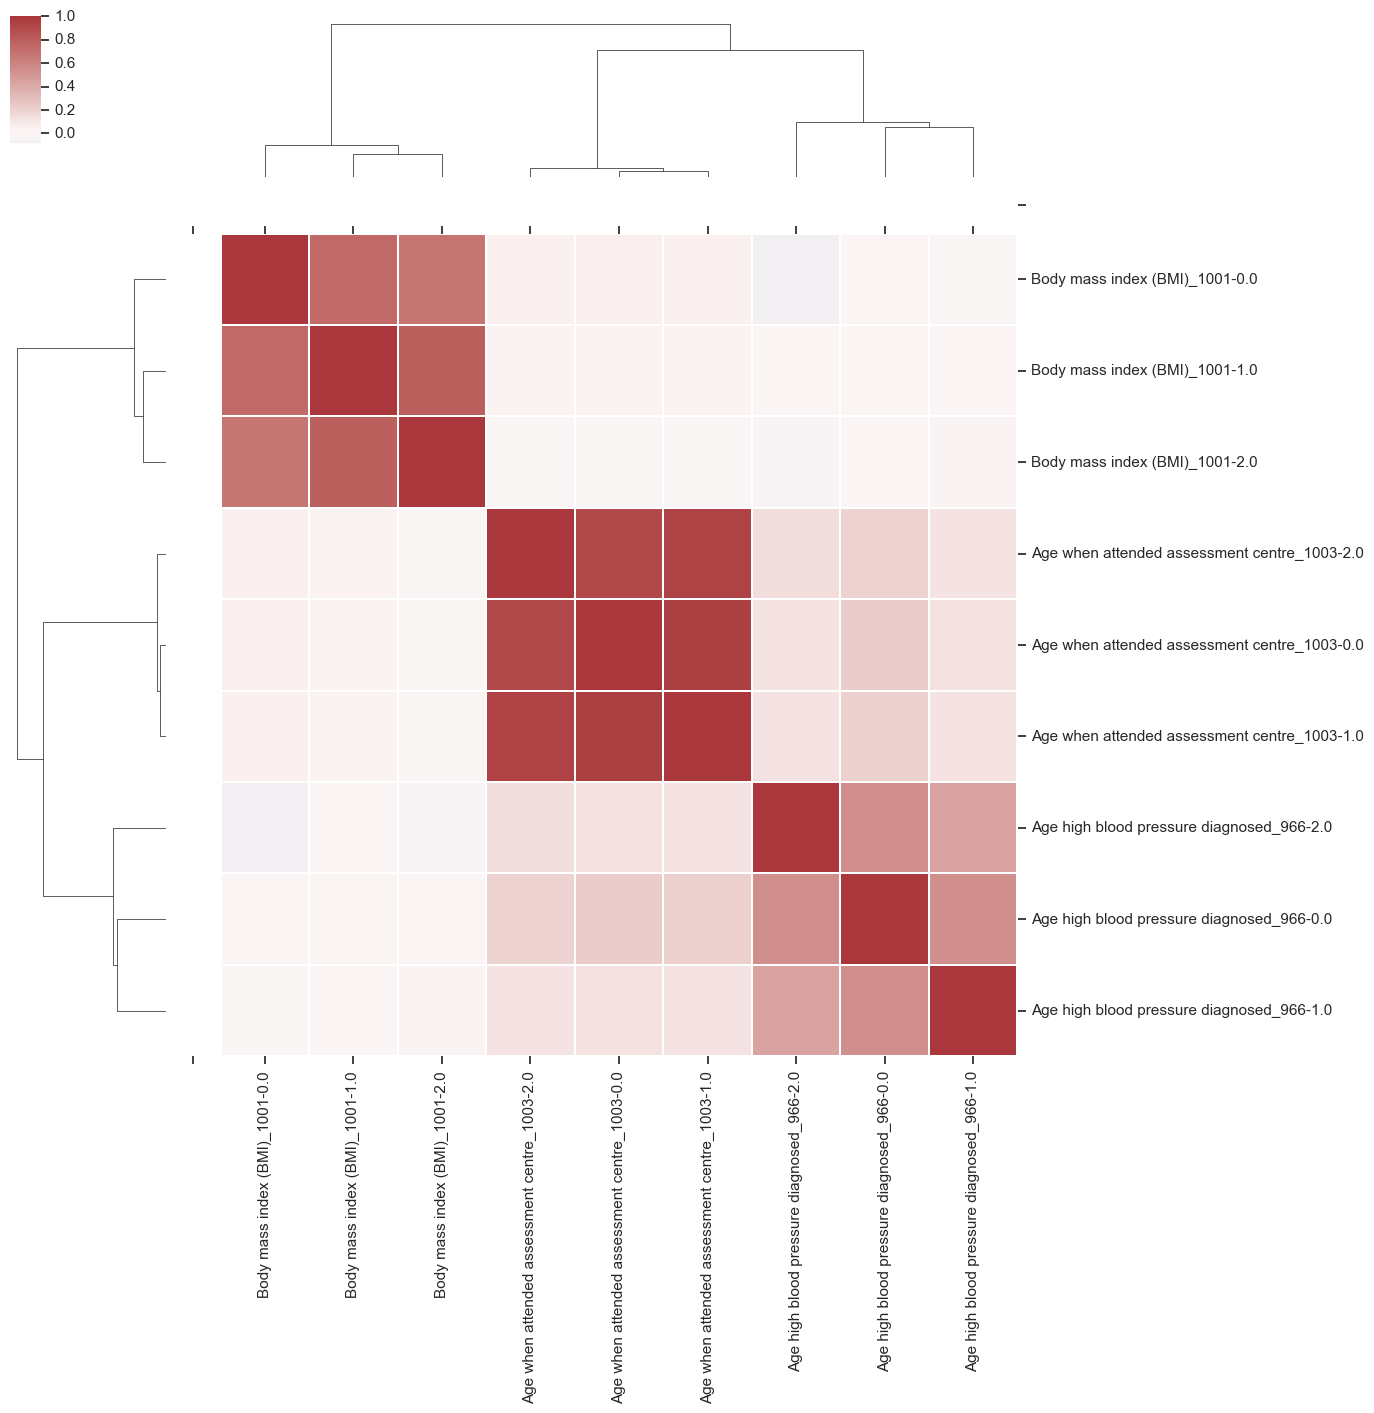 1.0
0.8
0.6
0.4
0.2
0.0
Body mass index (BMI)_1001-0.0
Body mass index (BMI)_1001-1.0
Body mass index (BMI)_1001-2.0
Age when attended assessment centre_1003-2.0
Age when attended assessment centre_1003-0.0
Age when attended assessment centre_1003-1.0
Age high blood pressure diagnosed_966-2.0
Age high blood pressure diagnosed_966-0.0
Age high blood pressure diagnosed_966-1.0
Body mass index (BMI)_1001-0.0
Body mass index (BMI)_1001-1.0
Body mass index (BMI)_1001-2.0
Age when attended assessment centre_1003-2.0
Age when attended assessment centre_1003-0.0
Age when attended assessment centre_1003-1.0
Age high blood pressure diagnosed_966-2.0
Age high blood pressure diagnosed_966-0.0
Age high blood pressure diagnosed_966-1.0